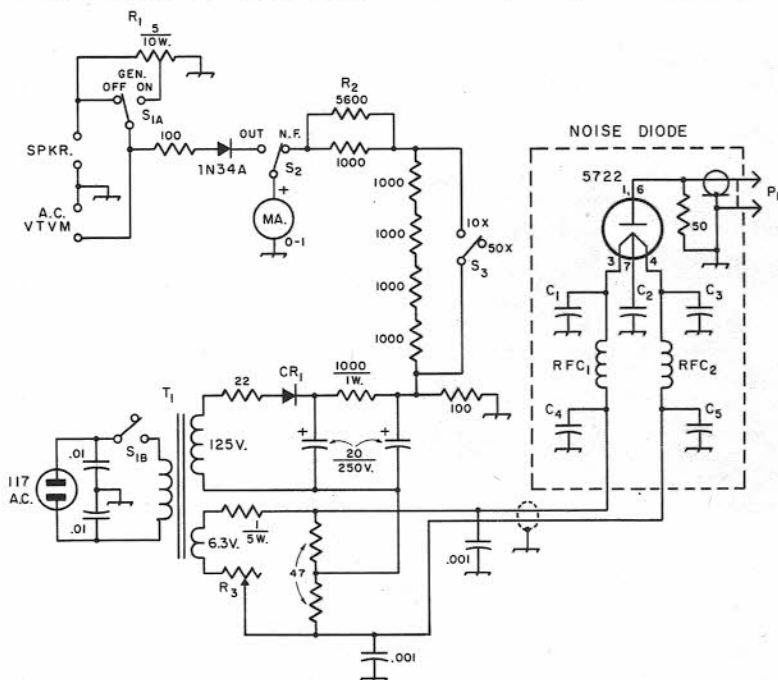 R1
5
10W.
GEN.
OFF ON
S1A
SPKR.
A.C.
VTVM
100
1N34A
OUT N.F.
S2
+
MA.
0-1
R2
5600
1000
1000
1000
1000
1000
10X
50X
S3
NOISE DIODE
5722
1, 6
P1
50
3 7 4
C1
C2
C3
RFC1
RFC2
C4
C5
T1
22
CR1
1000
1W.
100
125V.
+
20
250V.
+
S1B
117
A.C.
.01
.01
6.3V.
1
5W.
R3
47
.001
.001